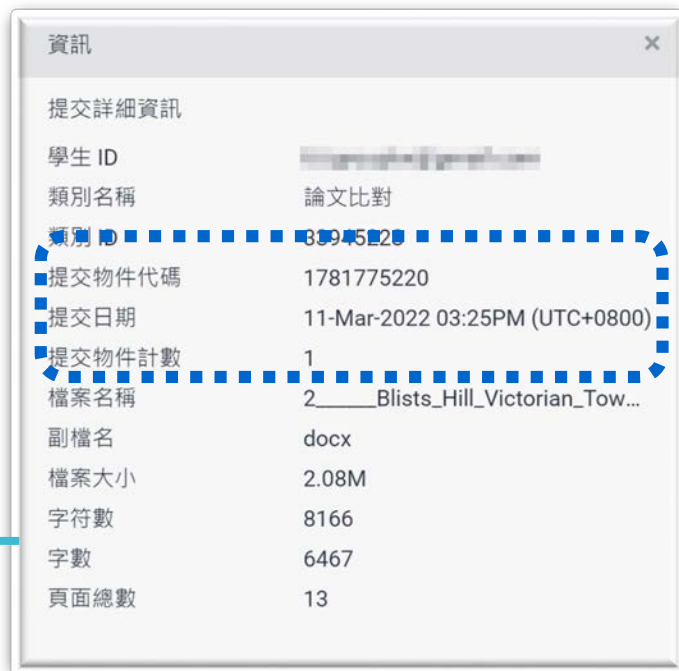 資訊 ×
提交詳細資訊
學生 ID
類別名稱 論文比對
類別 ID 33945228
提交物件代碼 1781775220
提交日期 11-Mar-2022 03:25PM (UTC+0800)
提交物件計數 1
檔案名稱 2______Blists_Hill_Victorian_Tow...
副檔名 docx
檔案大小 2.08M
字符數 8166
字數 6467
頁面總數 13